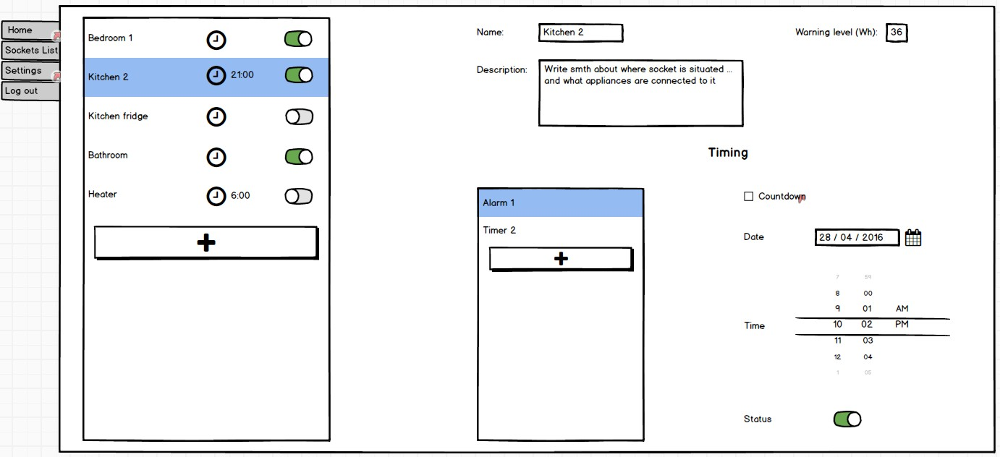 Home
Sockets List
Settings
Log out
Bedroom 1
Kitchen 2 21:00
Kitchen fridge
Bathroom
Heater 6:00
Name: Kitchen 2
Warning level (Wh): 36
Description: Write smth about where socket is situated ...
and what appliances are connected to it
Timing
Alarm 1
Timer 2
Countdown
Date 28 / 04 / 2016
7 59
8 00
9 01 AM
Time 10 02 PM
11 03
12 04
1 05
Status